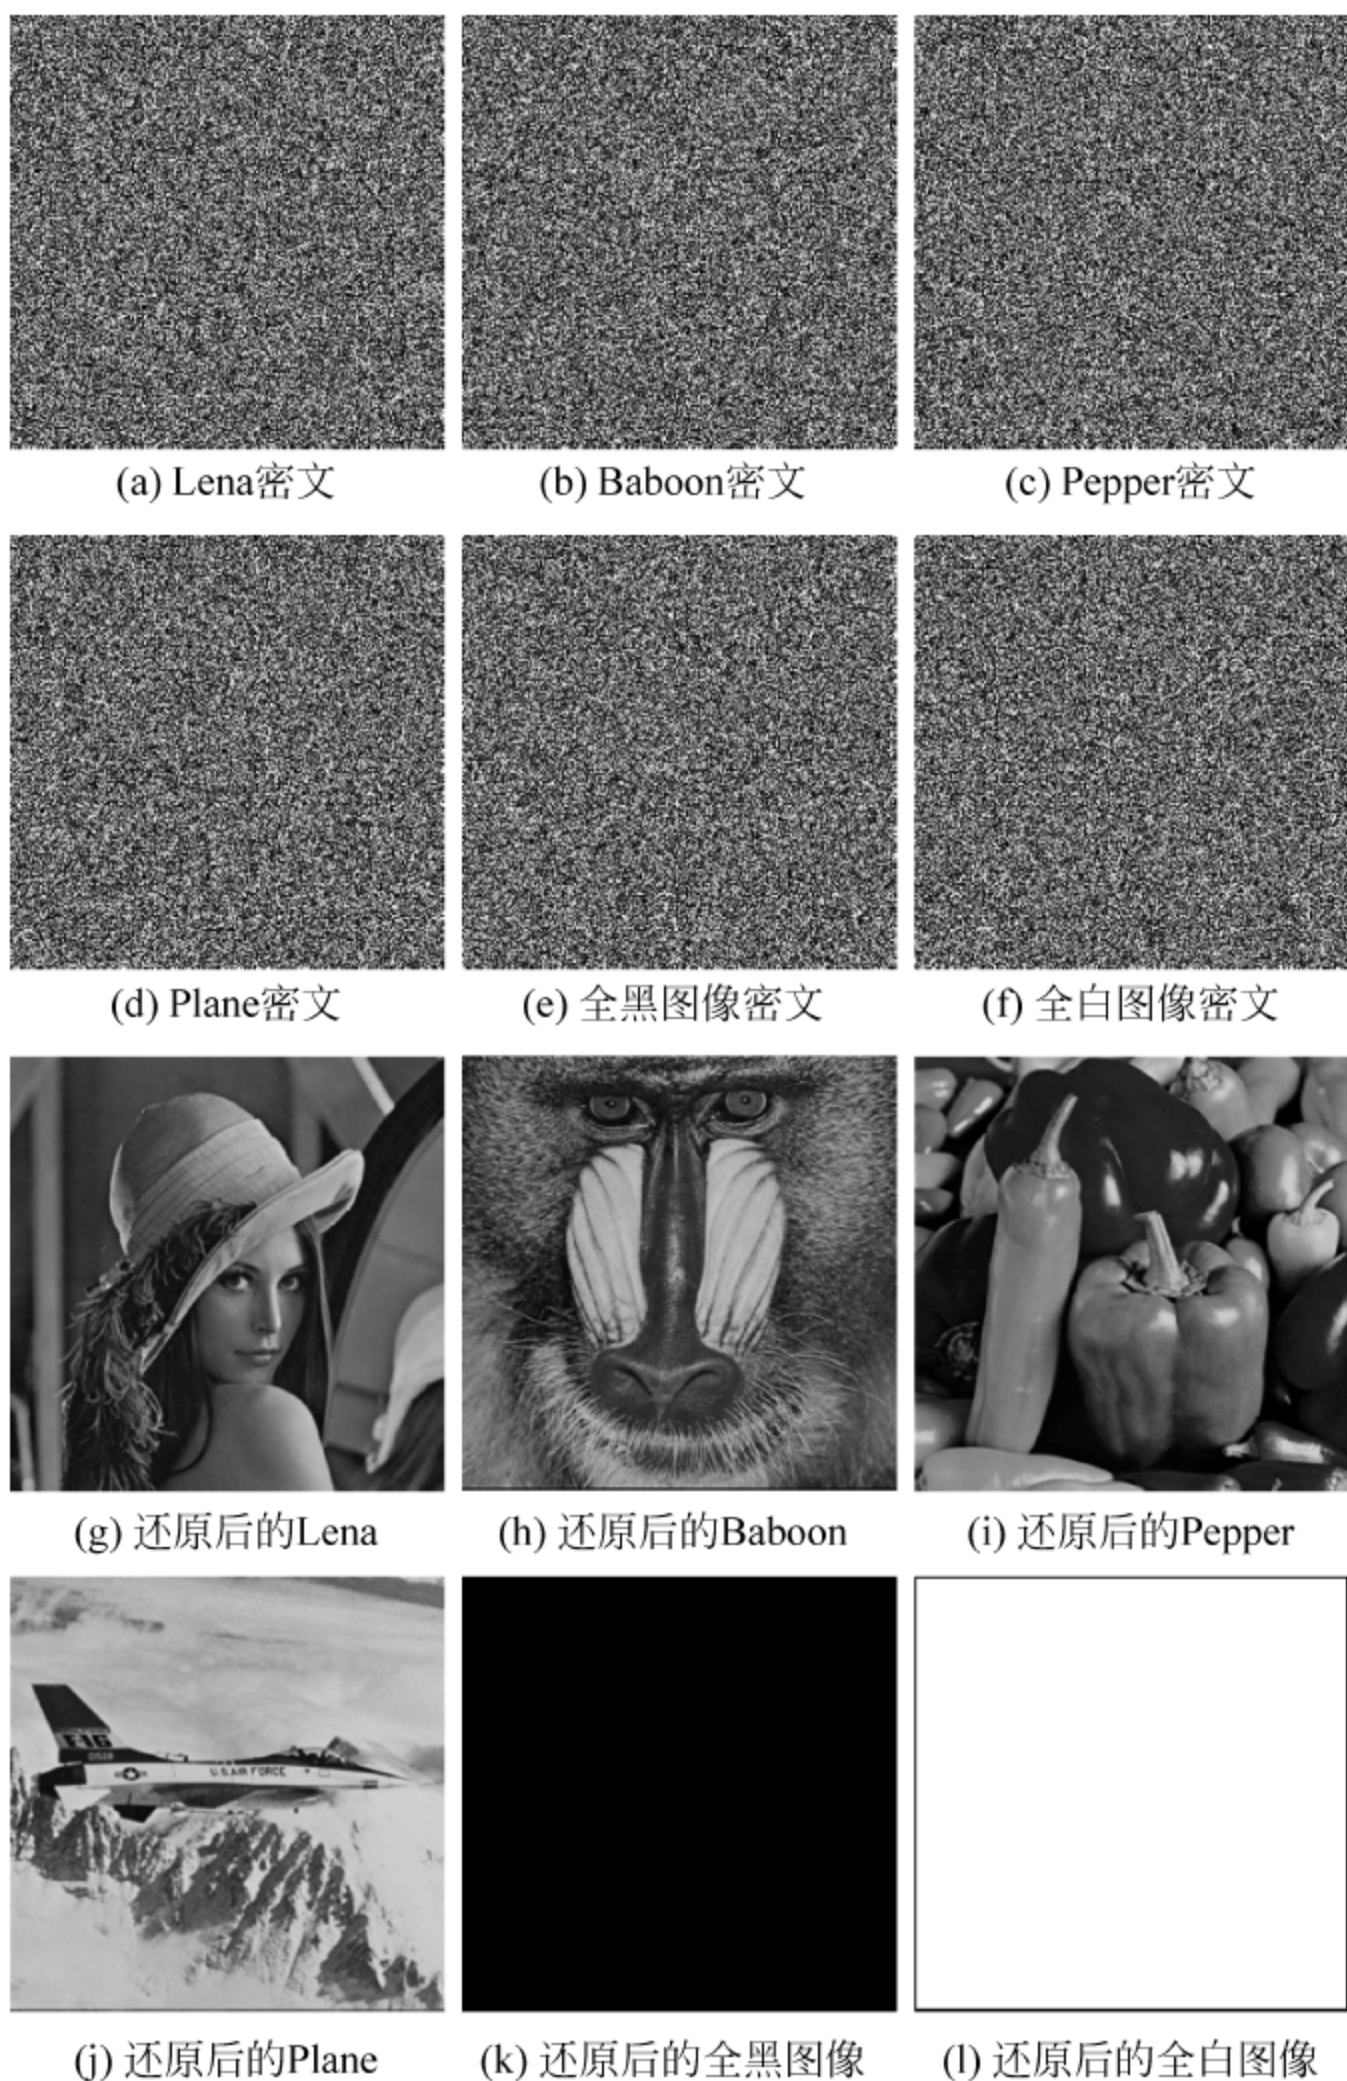 (a) Lena密文
(b) Baboon密文
(c) Pepper密文
(d) Plane密文
(e) 全黑图像密文
(f) 全白图像密文
(g) 还原后的Lena
(h) 还原后的Baboon
(i) 还原后的Pepper
F-16
01568
U.S. AIR FORCE
(j) 还原后的Plane
(k) 还原后的全黑图像
(l) 还原后的全白图像